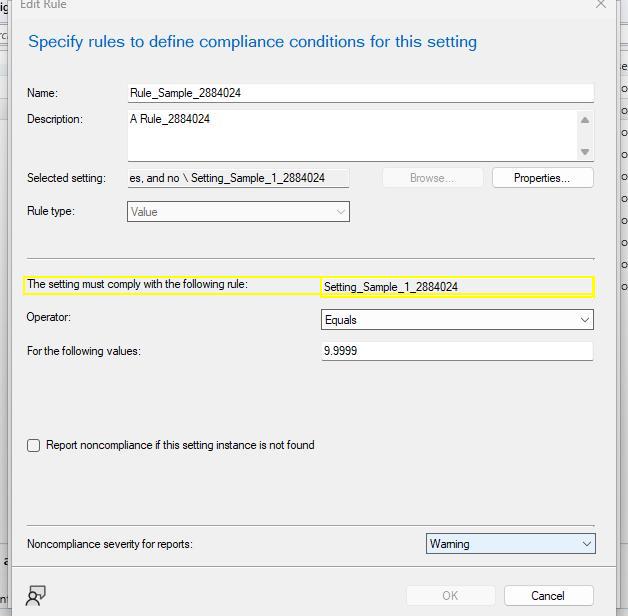 Edit Rule
Specify rules to define compliance conditions for this setting
Name: Rule_Sample_2884024
Description: A Rule_2884024
Selected setting: es, and no \ Setting_Sample_1_2884024 Browse... Properties...
Rule type: Value
The setting must comply with the following rule: Setting_Sample_1_2884024
Operator: Equals
For the following values: 9.9999
Report noncompliance if this setting instance is not found
Noncompliance severity for reports: Warning
OK Cancel